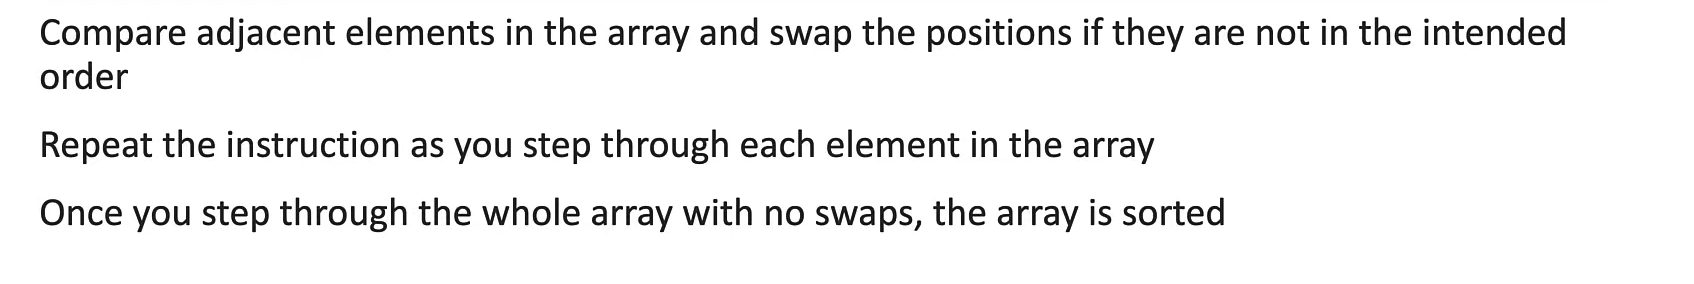 Compare adjacent elements in the array and swap the positions if they are not in the intended
order
Repeat the instruction as you step through each element in the array
Once you step through the whole array with no swaps, the array is sorted